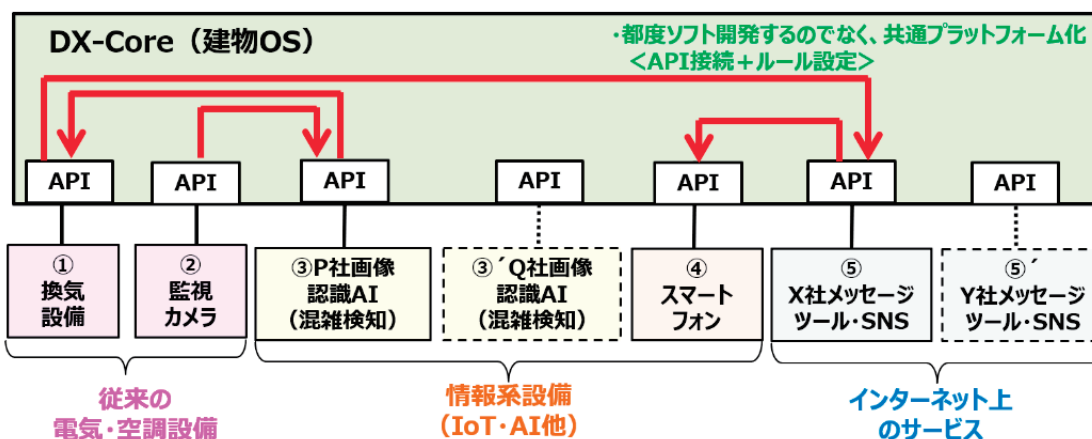 DX-Core（建物OS）
・都度ソフト開発するのでなく、共通プラットフォーム化
＜API接続＋ルール設定＞
API
API
API
API
API
API
API
①
換気
設備
②
監視
カメラ
③P社画像
認識AI
（混雑検知）
③´Q社画像
認識AI
（混雑検知）
④
スマート
フォン
⑤
X社メッセージ
ツール・SNS
⑤´
Y社メッセージ
ツール・SNS
従来の
電気・空調設備
情報系設備
（IoT・AI他）
インターネット上
のサービス